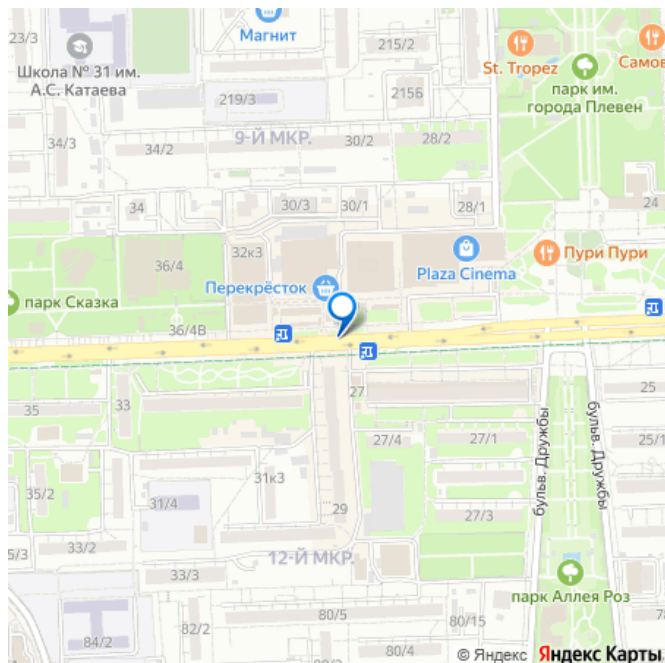 23/3
Магнит
215/2
St. Tropez
Самов
Школа № 31 им.
А.С. Катаева
парк им.
города Плевен
219/3
215Б
34/3
9-Й МКР.
34/2
30/2
28/2
34
30/3
30/1
28/1
24
32к3
36/4
Пури Пури
Plaza Cinema
Перекрёсток
парк Сказка
36/4В
35
33
27
25
27/4
27/1
25/1
бульв. Дружбы
бульв. Дружбы
31к3
35/2
31/4
29
27/3
5/3
33/2
12-Й МКР.
33/3
парк Аллея Роз
80/5
80/15
82/2
78
84/2
80/4
© Яндекс Яндекс Карты